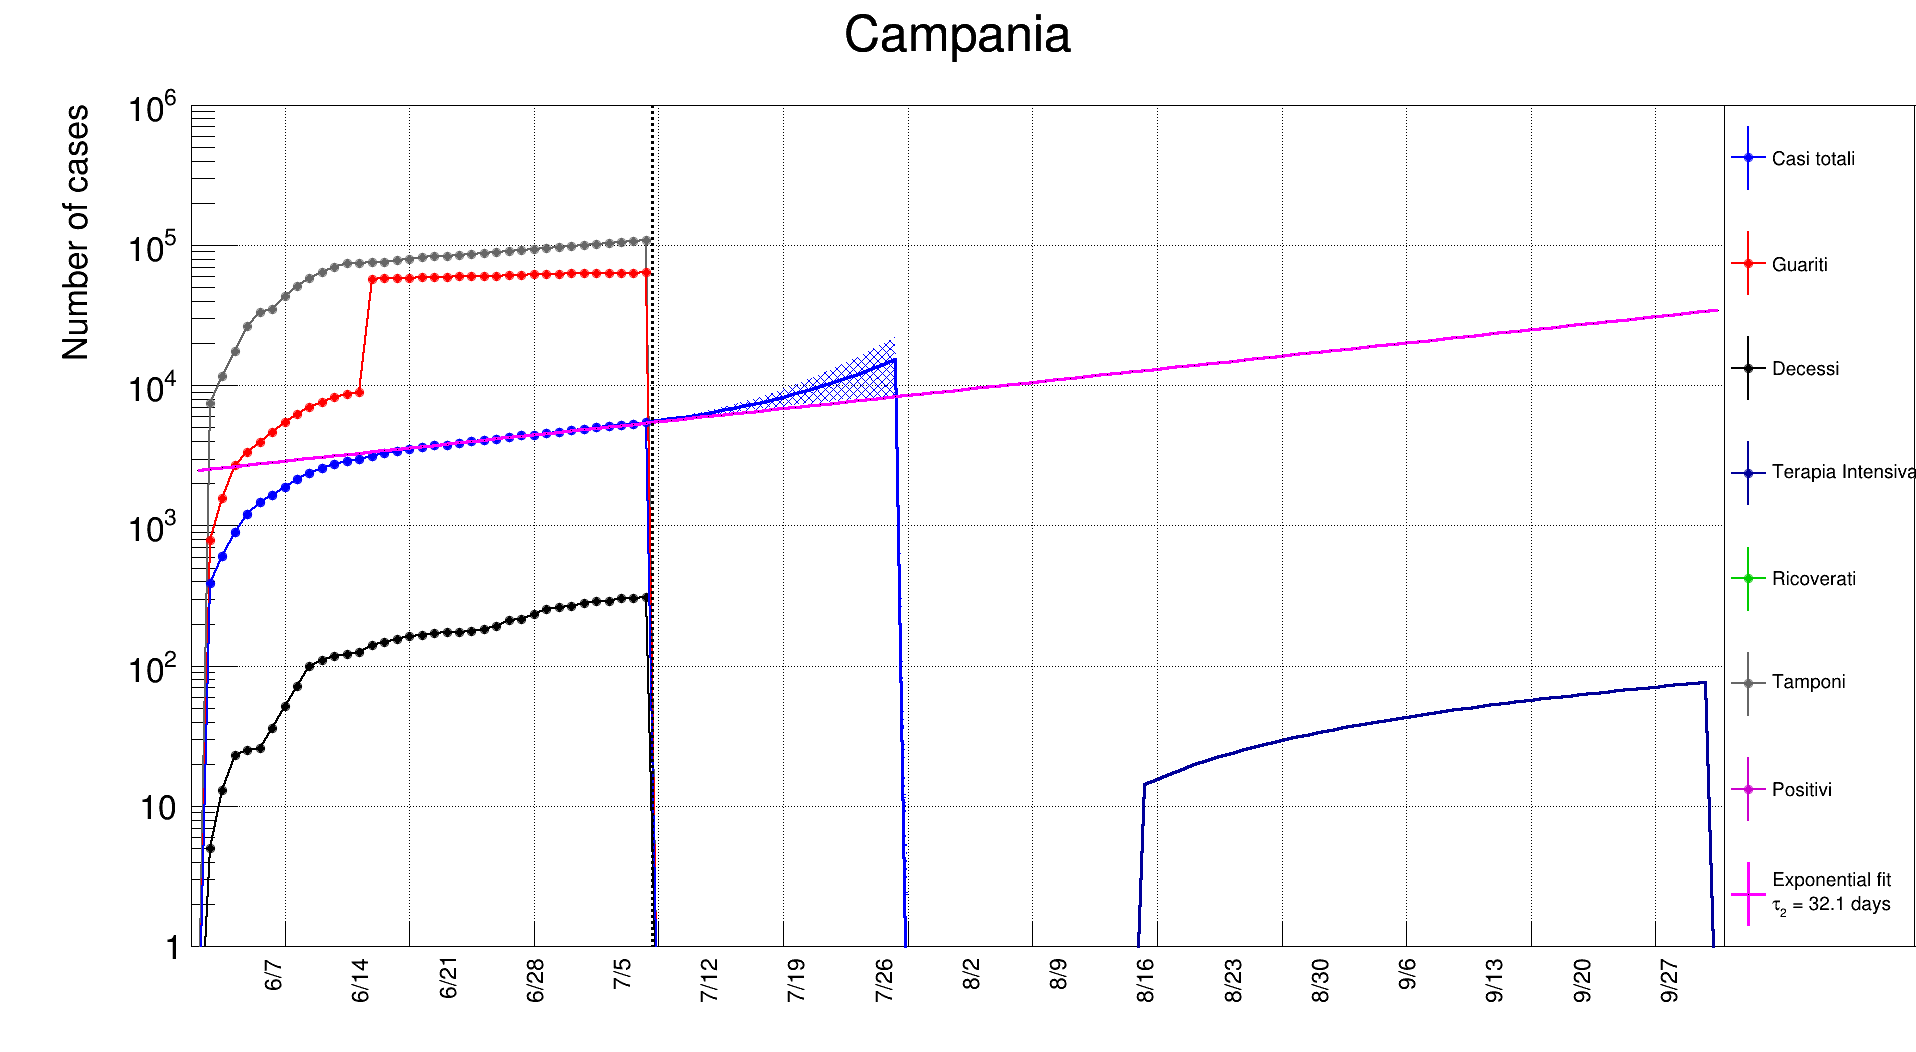 Campania
Number of cases
10^6
10^5
10^4
10^3
10^2
10
1
6/7
6/14
6/21
6/28
7/5
7/12
7/19
7/26
8/2
8/9
8/16
8/23
8/30
9/6
9/13
9/20
9/27
Casi totali
Guariti
Decessi
Terapia Intensiva
Ricoverati
Tamponi
Positivi
Exponential fit
τ_2 = 32.1 days